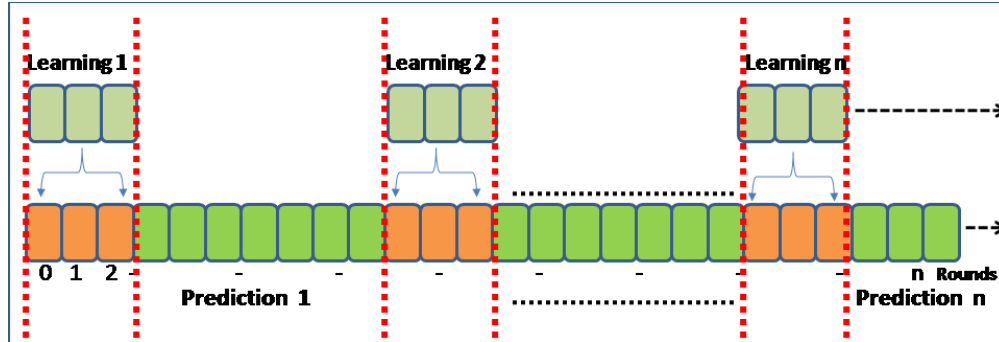 Learning 1 Learning 2 Learning n
0 1 2 - - - - - - - - n Rounds
Prediction 1 Prediction n